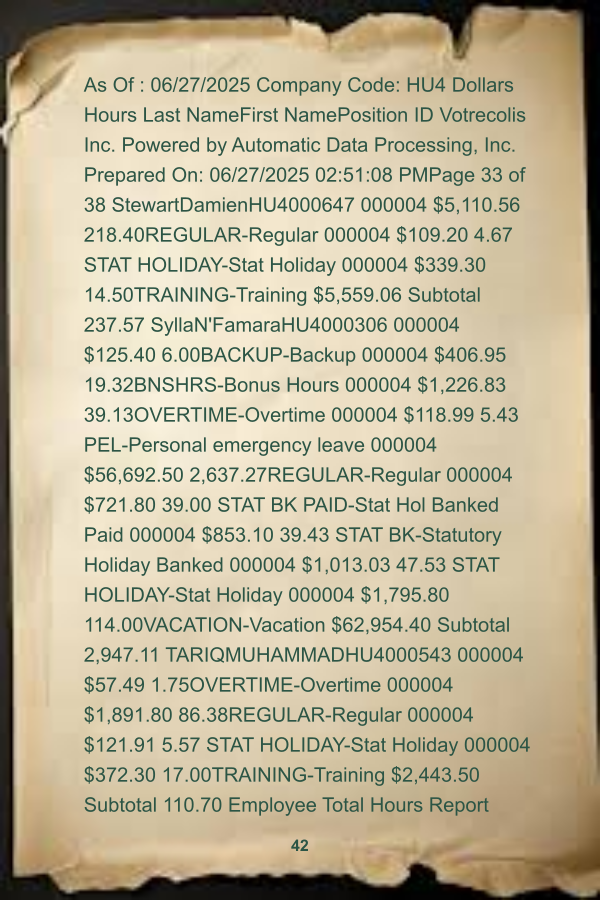 As Of : 06/27/2025 Company Code: HU4 Dollars
Hours Last NameFirst NamePosition ID Votrecolis
Inc. Powered by Automatic Data Processing, Inc.
Prepared On: 06/27/2025 02:51:08 PMPage 33 of
38 StewartDamienHU4000647 000004 $5,110.56
218.40REGULAR-Regular 000004 $109.20 4.67
STAT HOLIDAY-Stat Holiday 000004 $339.30
14.50TRAINING-Training $5,559.06 Subtotal
237.57 SyllaN'FamaraHU4000306 000004
$125.40 6.00BACKUP-Backup 000004 $406.95
19.32BNSHRS-Bonus Hours 000004 $1,226.83
39.13OVERTIME-Overtime 000004 $118.99 5.43
PEL-Personal emergency leave 000004
$56,692.50 2,637.27REGULAR-Regular 000004
$721.80 39.00 STAT BK PAID-Stat Hol Banked
Paid 000004 $853.10 39.43 STAT BK-Statutory
Holiday Banked 000004 $1,013.03 47.53 STAT
HOLIDAY-Stat Holiday 000004 $1,795.80
114.00VACATION-Vacation $62,954.40 Subtotal
2,947.11 TARIQMUHAMMADHU4000543 000004
$57.49 1.75OVERTIME-Overtime 000004
$1,891.80 86.38REGULAR-Regular 000004
$121.91 5.57 STAT HOLIDAY-Stat Holiday 000004
$372.30 17.00TRAINING-Training $2,443.50
Subtotal 110.70 Employee Total Hours Report
42